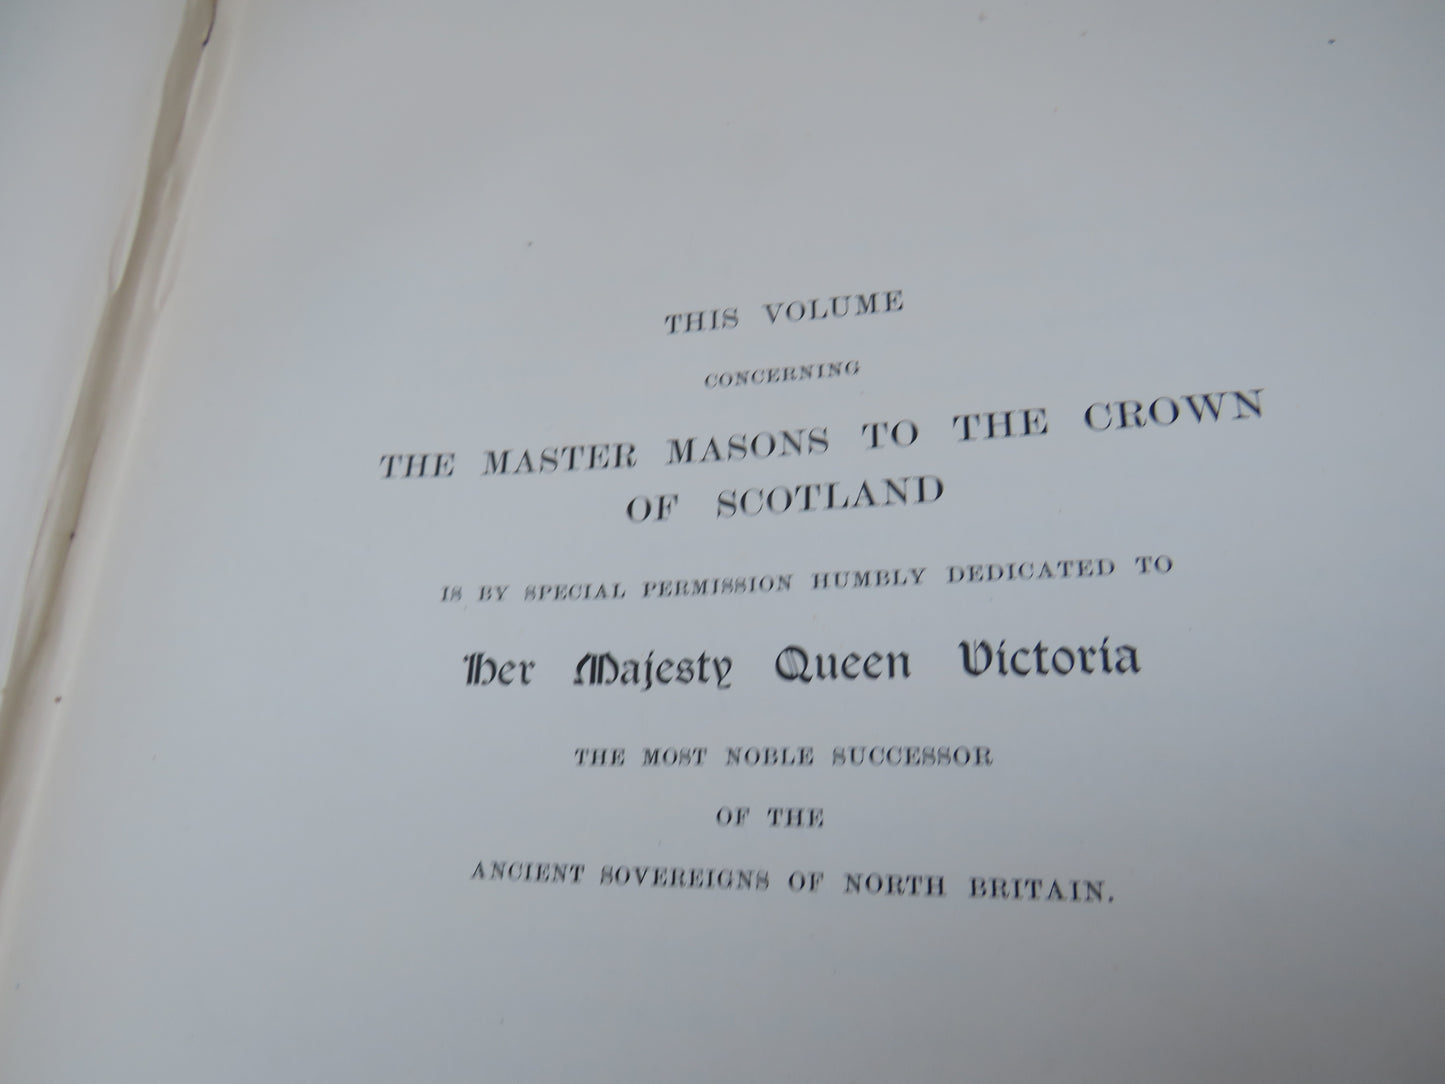 THIS VOLUME
CONCERNING
THE MASTER MASONS TO THE CROWN
OF SCOTLAND
IS BY SPECIAL PERMISSION HUMBLY DEDICATED TO
Her Majesty Queen Victoria
THE MOST NOBLE SUCCESSOR
OF THE
ANCIENT SOVEREIGNS OF NORTH BRITAIN.